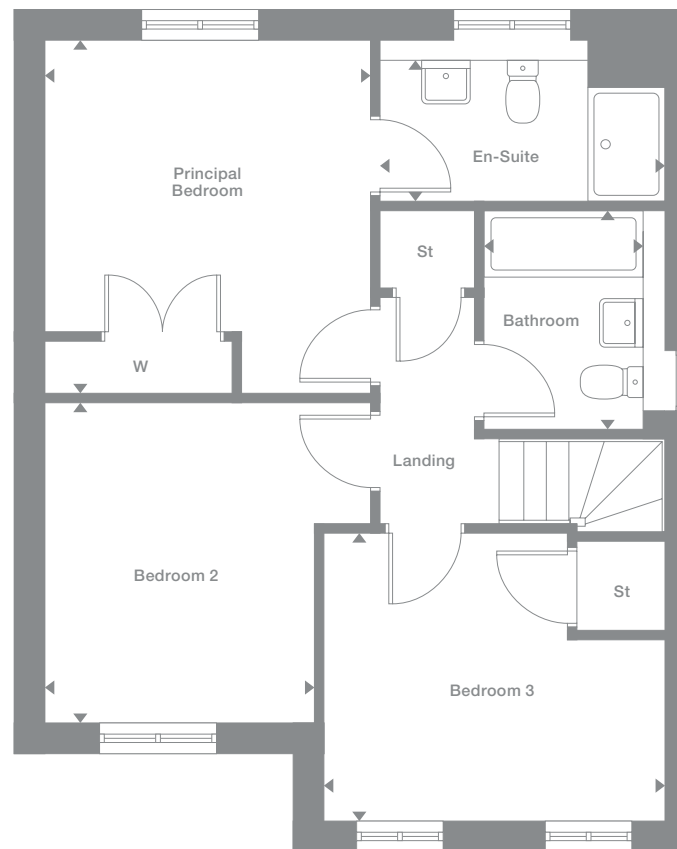 Principal
Bedroom
En-Suite
St
Bathroom
W
Landing
Bedroom 2
St
Bedroom 3